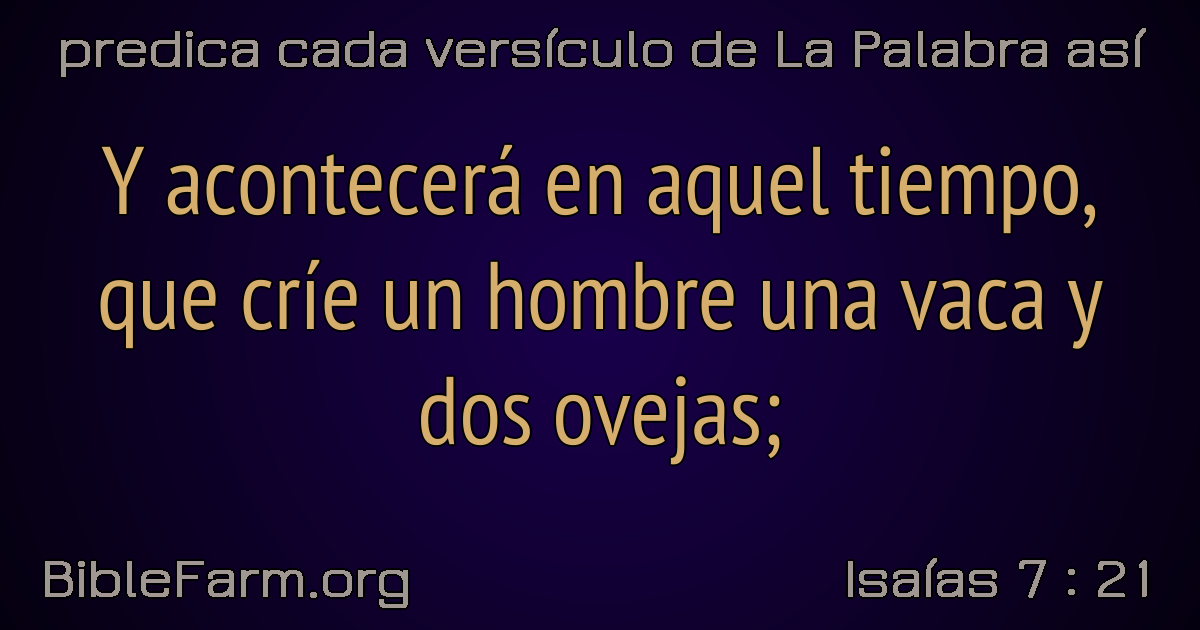 predica cada versículo de La Palabra así
Y acontecerá en aquel tiempo,
que críe un hombre una vaca y
dos ovejas;
BibleFarm.org
Isaías 7 : 21